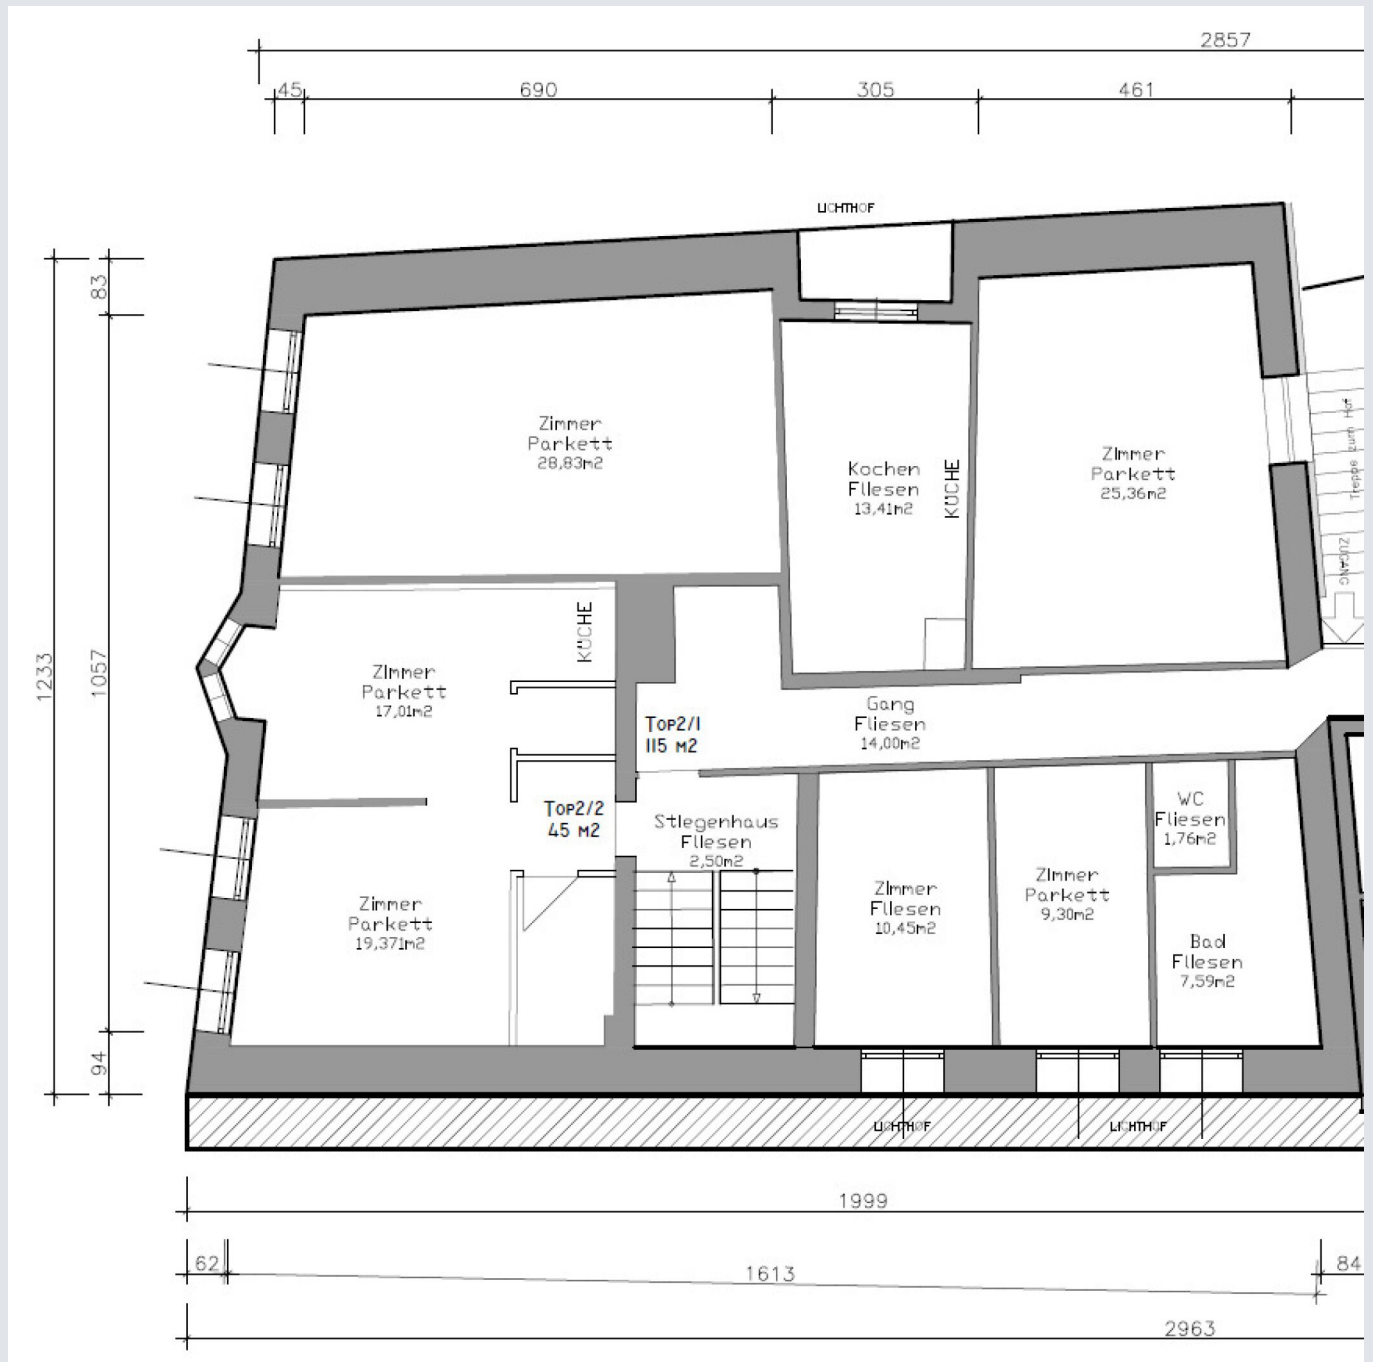 2857
45
690
305
461
LICHTHOF
83
1233
1057
94
Zimmer
Parkett
28,83m2
Kochen
Fliesen
13,41m2
KÜCHE
Zimmer
Parkett
25,36m2
Treppe zum Hof
ZUGANG
KÜCHE
Zimmer
Parkett
17,01m2
Top2/1
115 m2
Gang
Fliesen
14,00m2
Top2/2
45 m2
Stiegenhaus
Fliesen
2,50m2
WC
Fliesen
1,76m2
Zimmer
Parkett
19,371m2
Zimmer
Fliesen
10,45m2
Zimmer
Parkett
9,30m2
Bad
Fliesen
7,59m2
LICHTHOF
LICHTHOF
1999
62
1613
84
2963